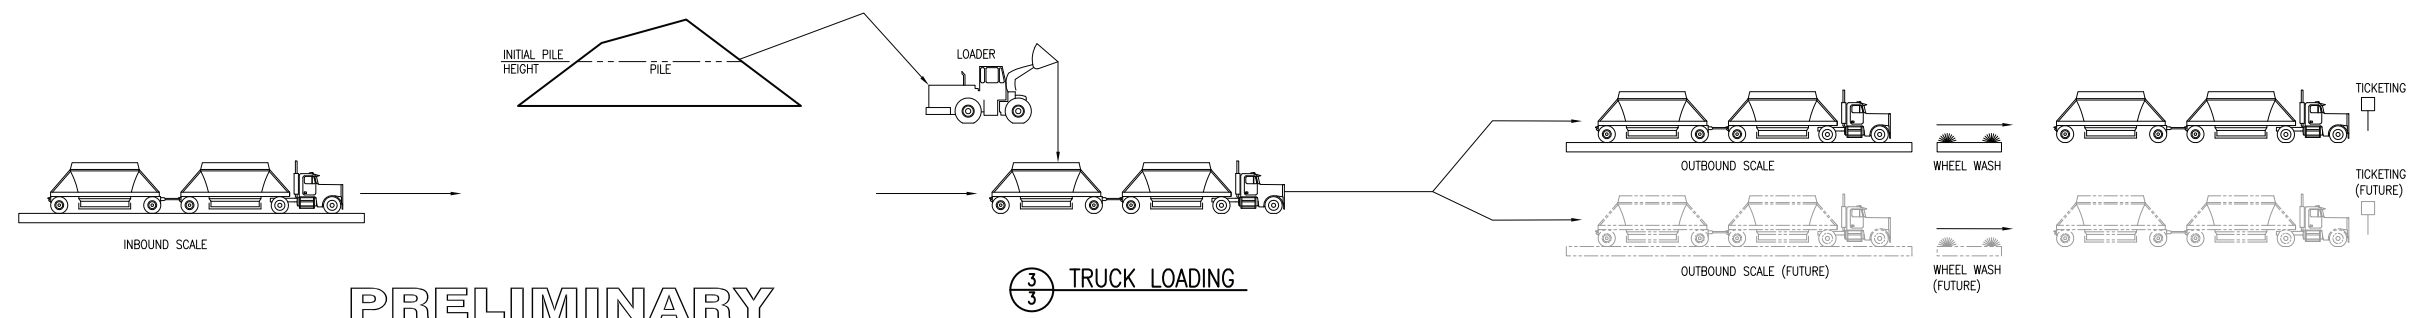 INITIAL PILE
HEIGHT
PILE
LOADER
TICKETING
OUTBOUND SCALE
WHEEL WASH
TICKETING
(FUTURE)
INBOUND SCALE
OUTBOUND SCALE (FUTURE)
WHEEL WASH
(FUTURE)
3
3
TRUCK LOADING
PRELIMINARY